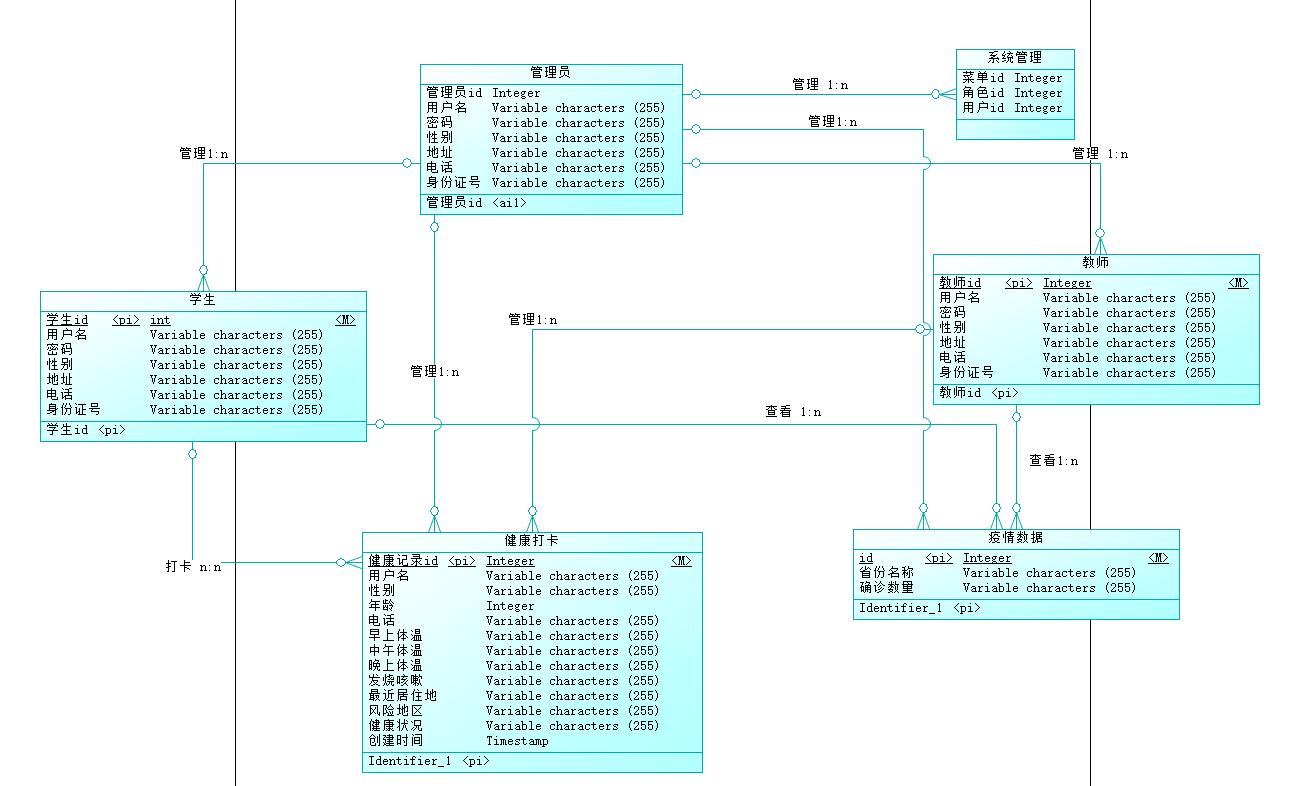 系统管理
菜单id Integer
角色id Integer
用户id Integer
管理员
管理员id Integer
用户名 Variable characters (255)
密码 Variable characters (255)
性别 Variable characters (255)
地址 Variable characters (255)
电话 Variable characters (255)
身份证号 Variable characters (255)
管理员id <ai1>
管理 1:n
管理1:n
管理 1:n
管理1:n
教师
教师id <pi> Integer <M>
用户名 Variable characters (255)
密码 Variable characters (255)
性别 Variable characters (255)
地址 Variable characters (255)
电话 Variable characters (255)
身份证号 Variable characters (255)
教师id <pi>
学生
学生id <pi> int <M>
用户名 Variable characters (255)
密码 Variable characters (255)
性别 Variable characters (255)
地址 Variable characters (255)
电话 Variable characters (255)
身份证号 Variable characters (255)
学生id <pi>
管理1:n
管理1:n
查看 1:n
查看1:n
打卡 n:n
健康打卡
健康记录id <pi> Integer <M>
用户名 Variable characters (255)
性别 Variable characters (255)
年龄 Integer
电话 Variable characters (255)
早上体温 Variable characters (255)
中午体温 Variable characters (255)
晚上体温 Variable characters (255)
发烧咳嗽 Variable characters (255)
最近居住地 Variable characters (255)
风险地区 Variable characters (255)
健康状况 Variable characters (255)
创建时间 Timestamp
Identifier_1 <pi>
疫情数据
id <pi> Integer <M>
省份名称 Variable characters (255)
确诊数量 Variable characters (255)
Identifier_1 <pi>